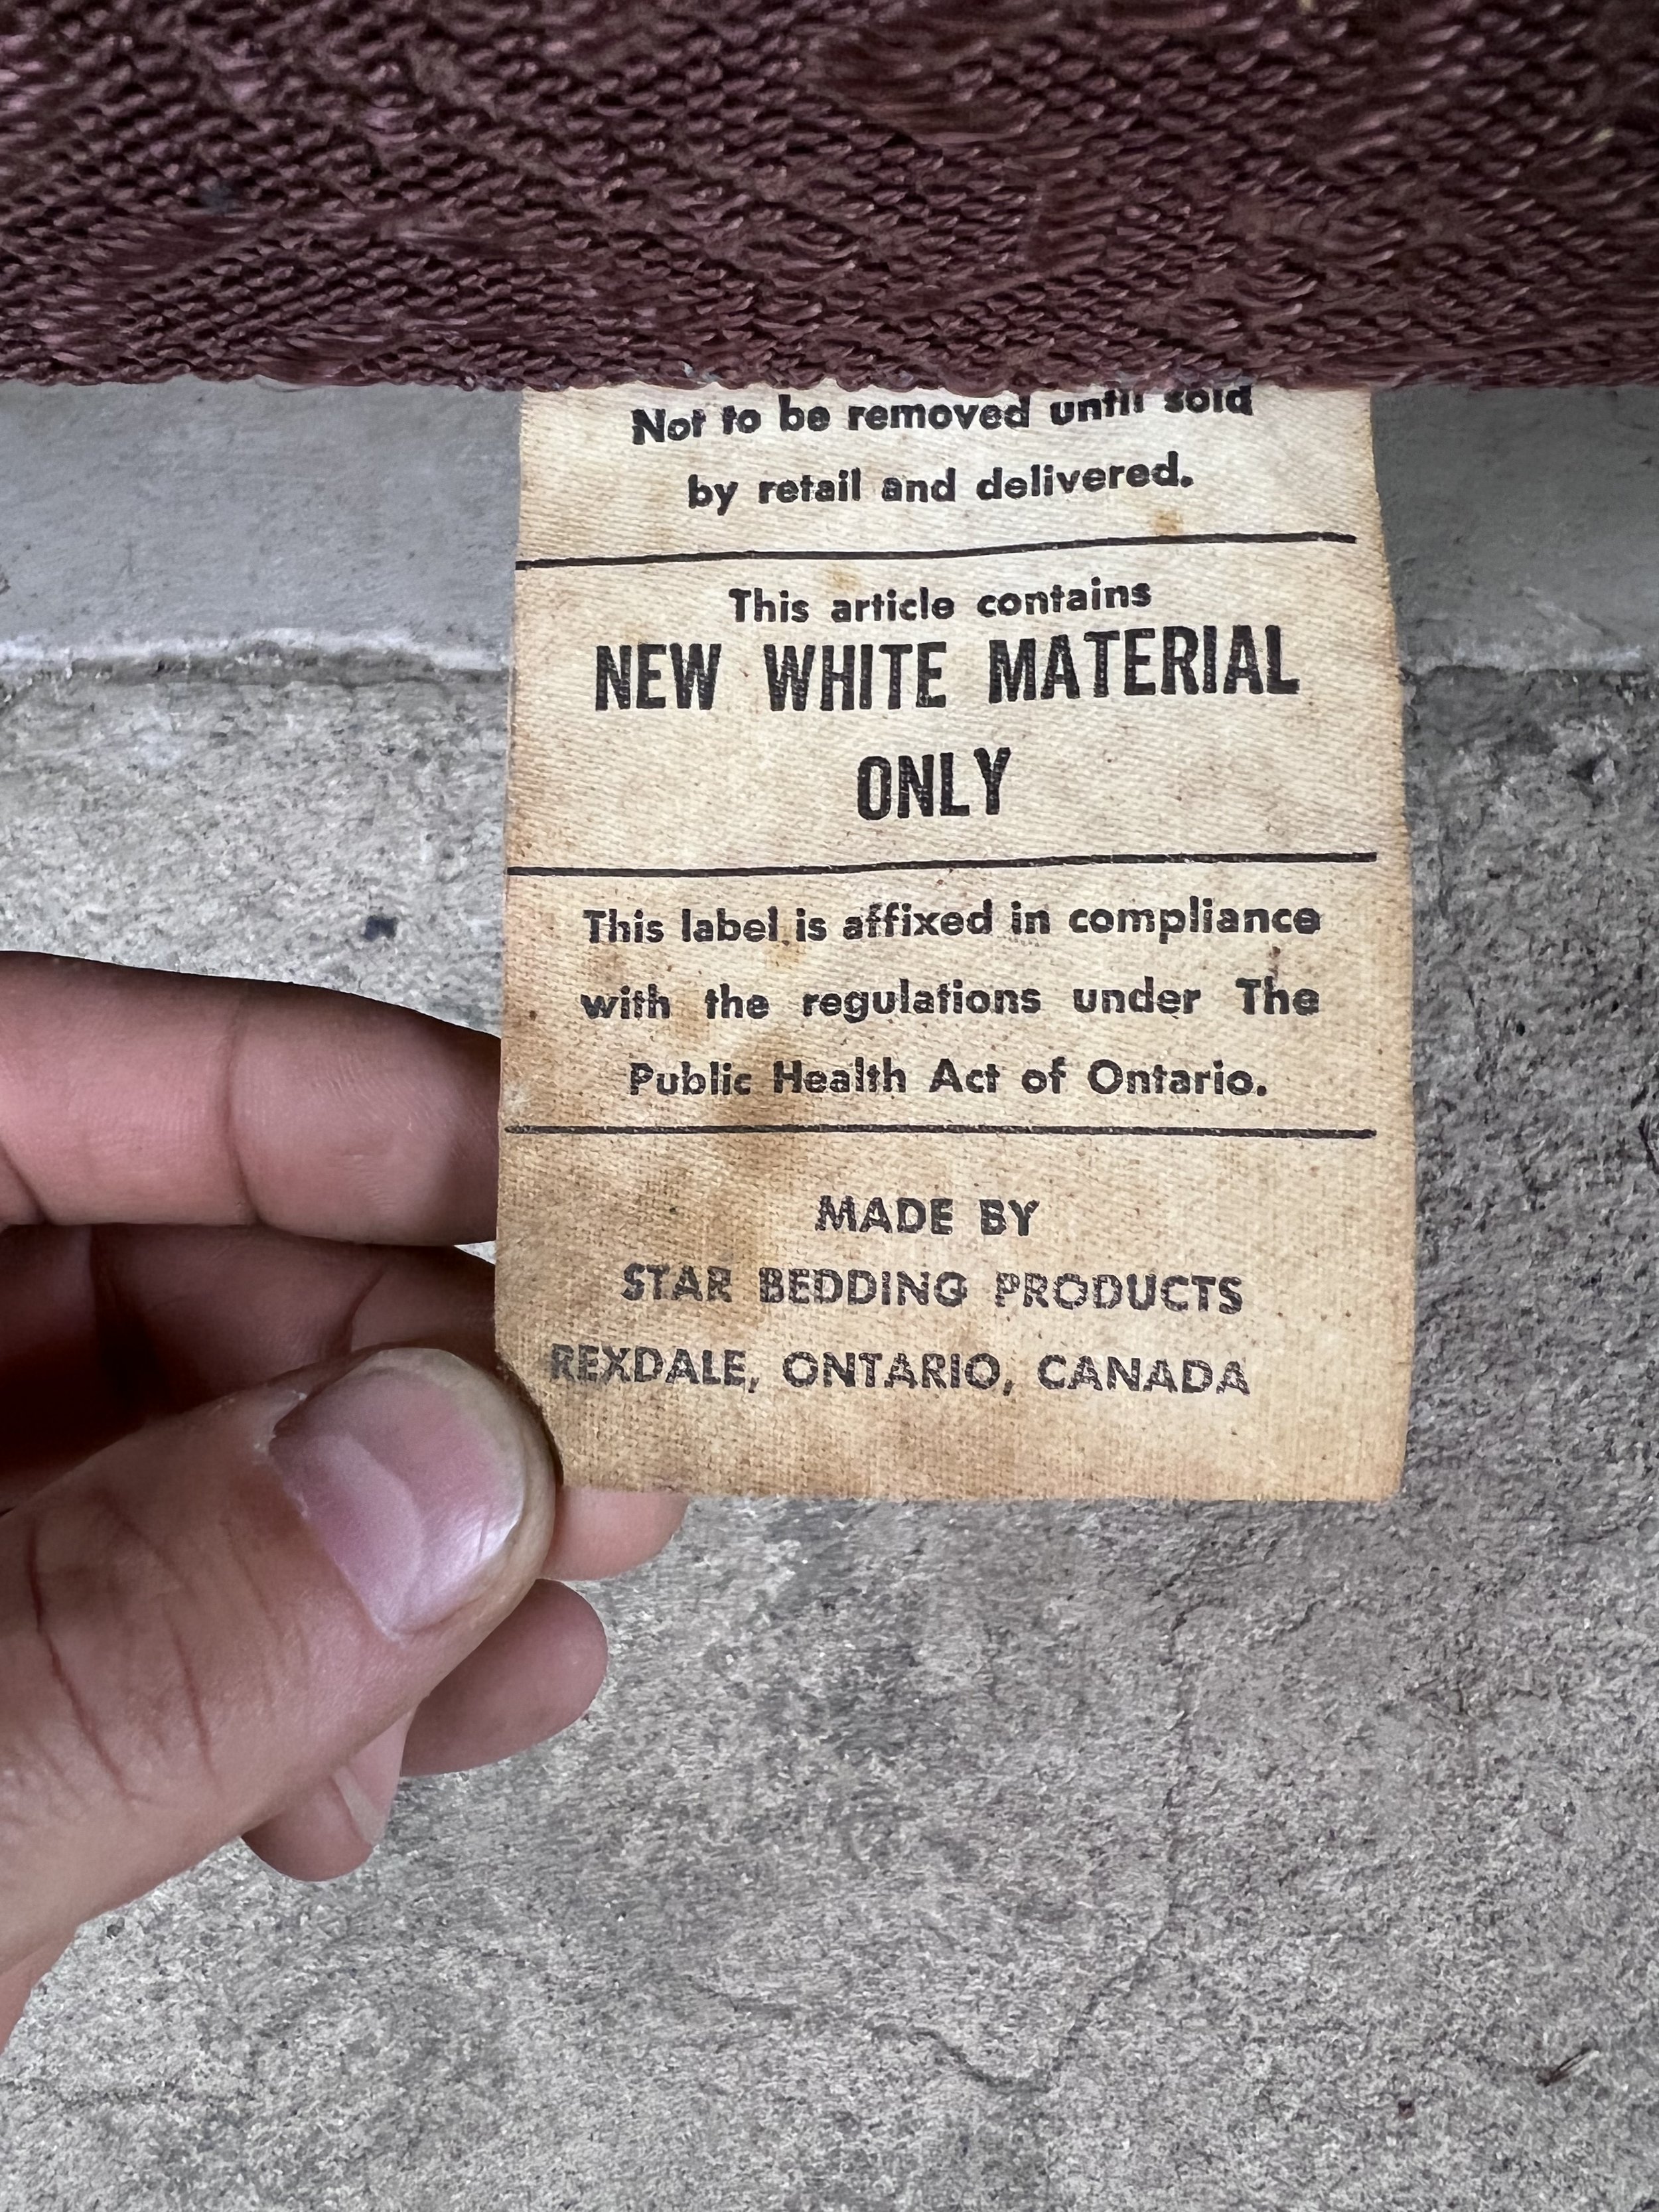 Not to be removed until sold
by retail and delivered.
This article contains
NEW WHITE MATERIAL
ONLY
This label is affixed in compliance
with the regulations under The
Public Health Act of Ontario.
MADE BY
STAR BEDDING PRODUCTS
REXDALE, ONTARIO, CANADA